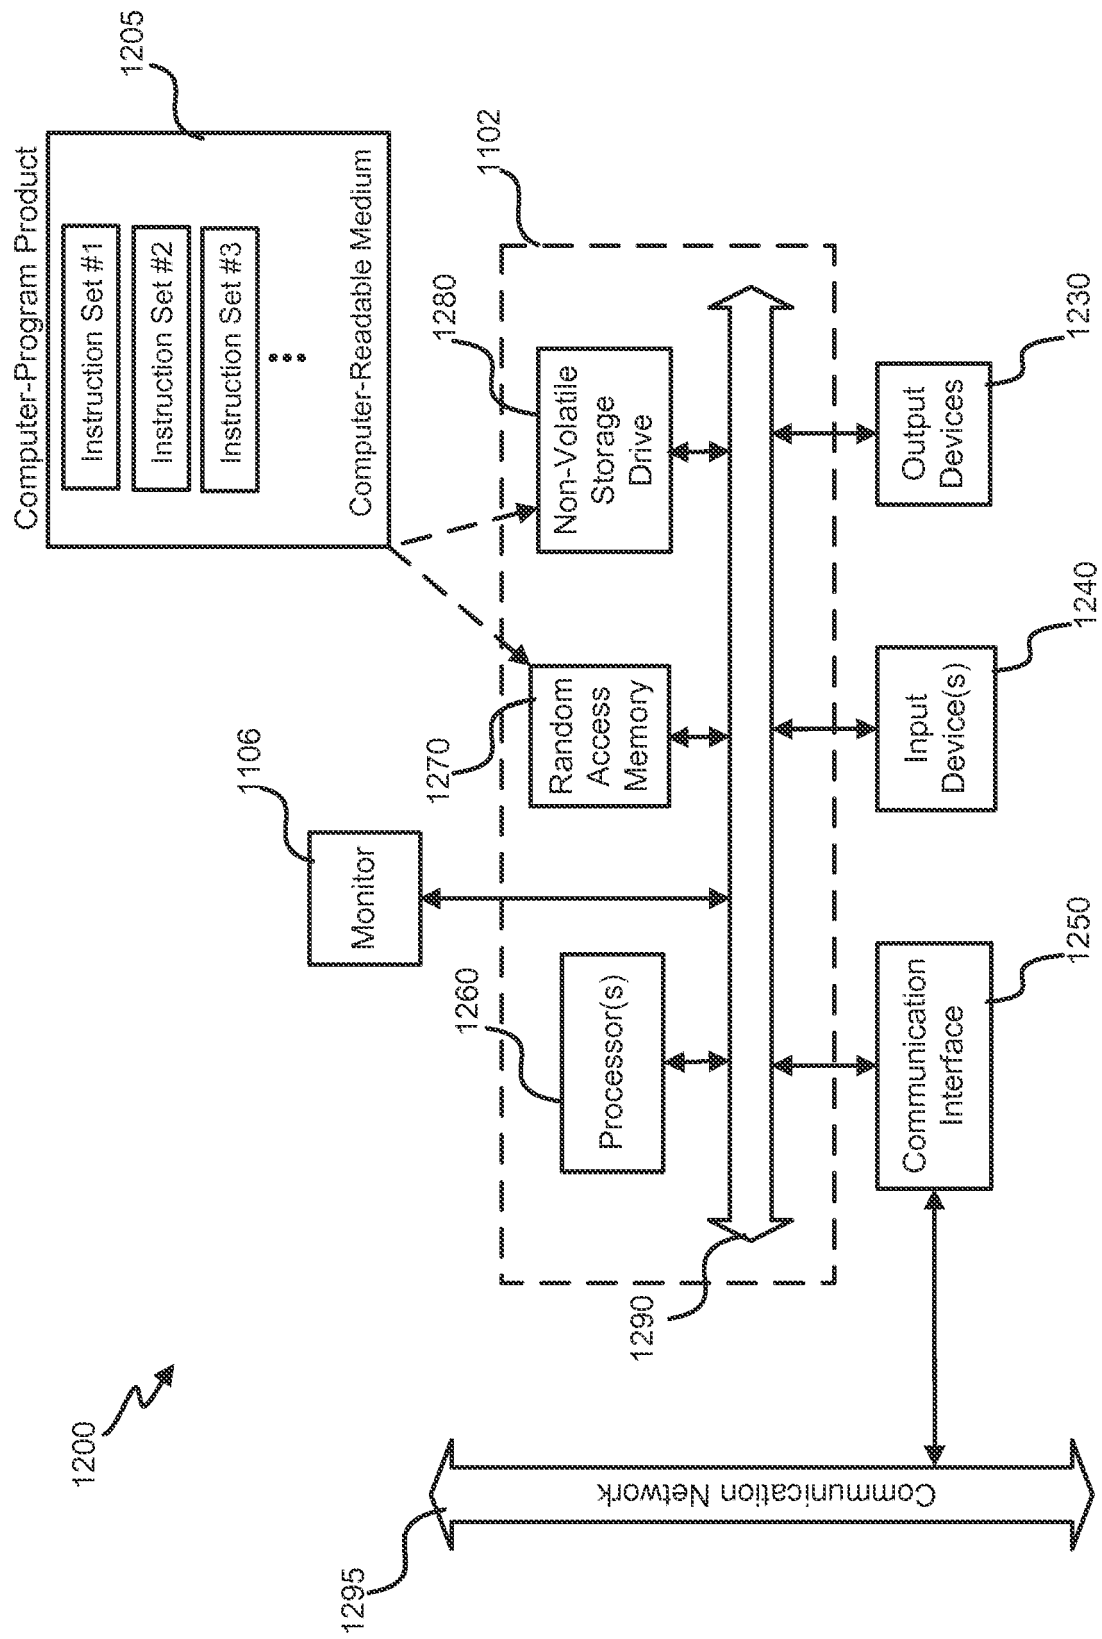 1200
Computer-Program Product
1205
Instruction Set #1
Instruction Set #2
Instruction Set #3
Computer-Readable Medium
1106
Monitor
1102
1260
Processor(s)
1270
Random
Access
Memory
1280
Non-Volatile
Storage
Drive
1290
1295
Communication Network
Communication
Interface
1250
Input
Device(s)
1240
Output
Devices
1230